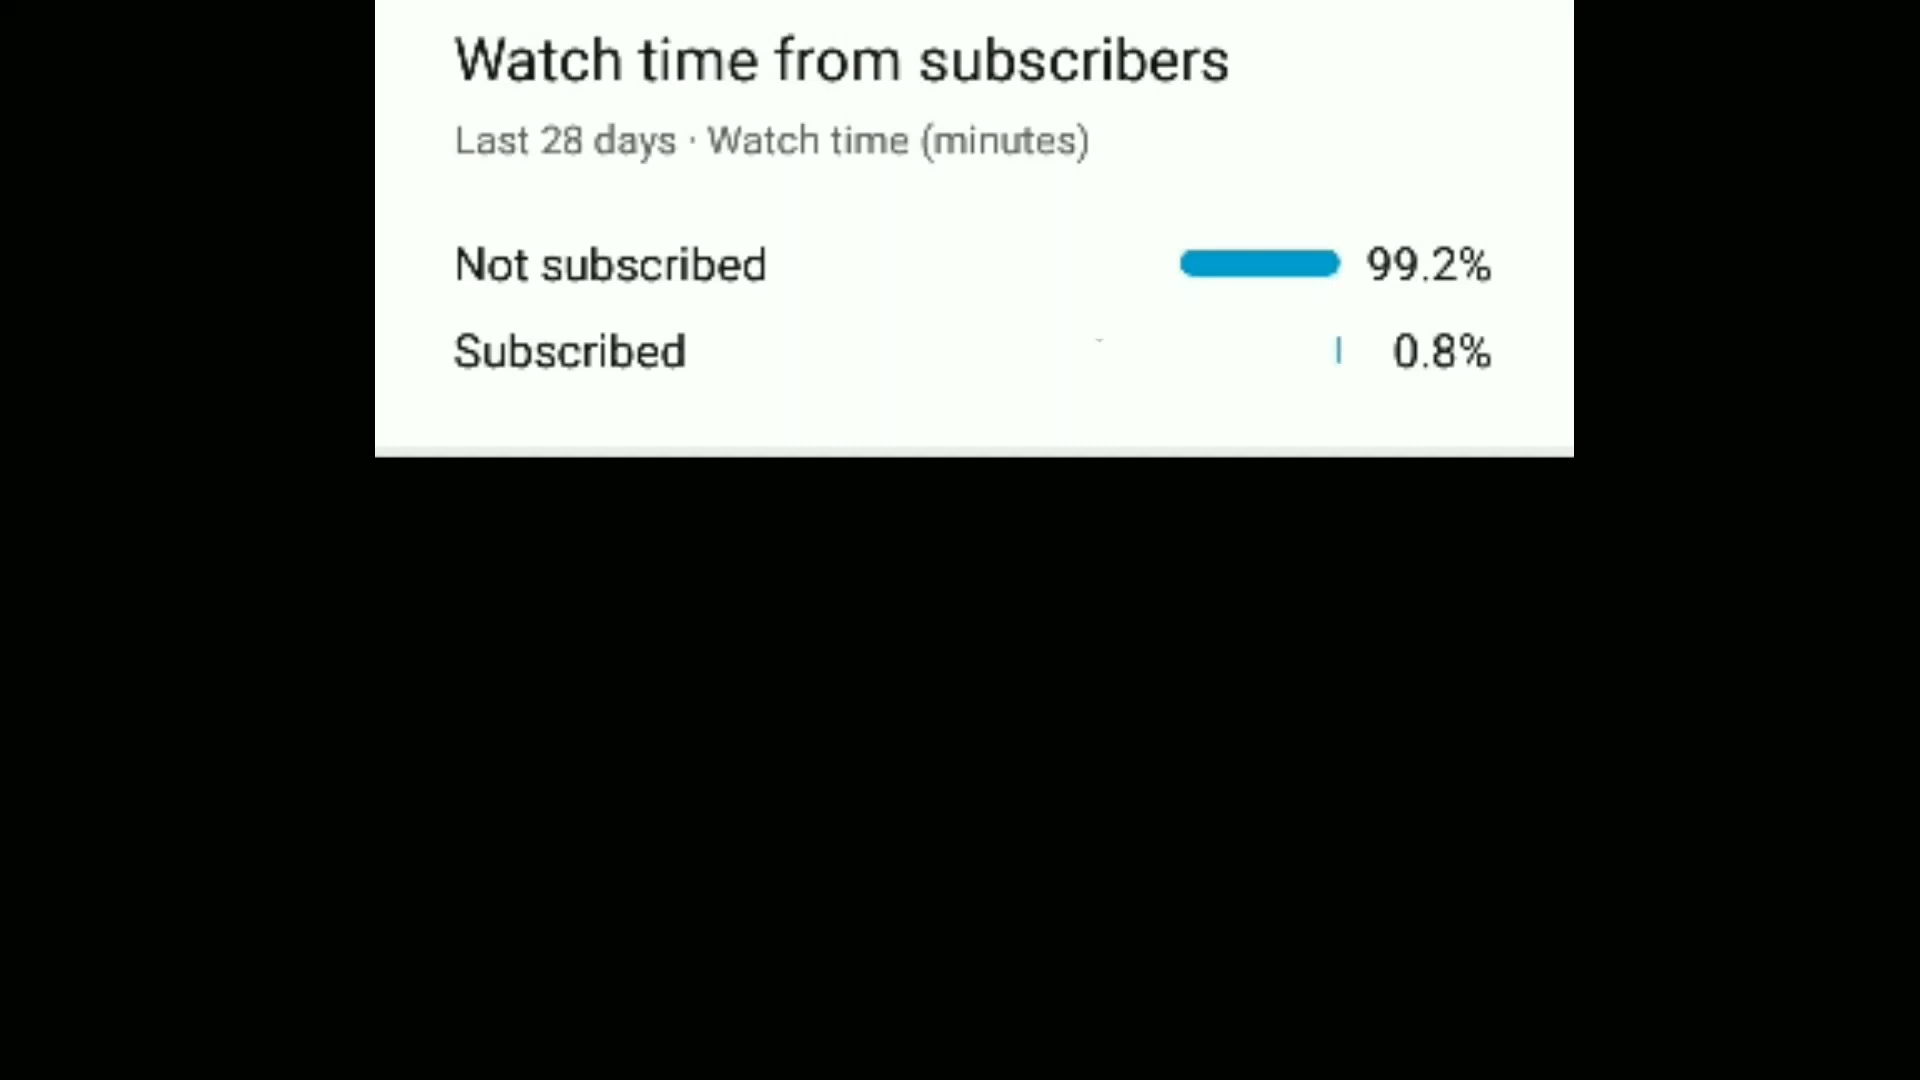 Watch time from subscribers
Last 28 days · Watch time (minutes)
Not subscribed 99.2%
Subscribed 0.8%